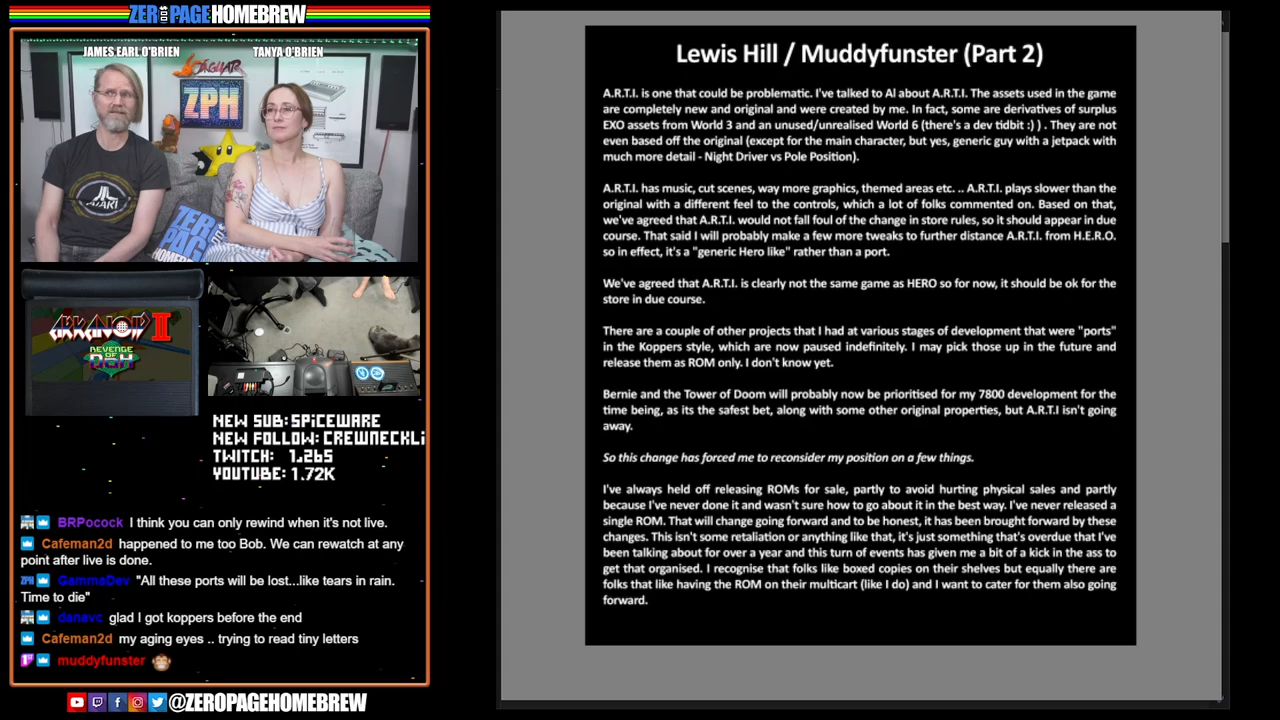 ZEROPAGE HOMEBREW
JAMES EARL O'BRIEN
TANYA O'BRIEN
DAGMAR
ZPH
ATARI
ZERO
PAGE
HOMEBREW
ARKANOID II
REVENGE
OF
DOH
NEW SUB: SPICEWARE
NEW FOLLOW: CREWNECKLI
TWITCH: 1,265
YOUTUBE: 1.72K
BRPocock I think you can only rewind when it's not live.
Cafeman2d happened to me too Bob. We can rewatch at any
point after live is done.
GammaDev "All these ports will be lost...like tears in rain.
Time to die"
danavc glad I got koppers before the end
Cafeman2d my aging eyes .. trying to read tiny letters
muddyfunster
@ZEROPAGEHOMEBREW
Lewis Hill / Muddyfunster (Part 2)
A.R.T.I. is one that could be problematic. I've talked to Al about A.R.T.I. The assets used in the game
are completely new and original and were created by me. In fact, some are derivatives of surplus
EXO assets from World 3 and an unused/unrealised World 6 (there's a dev tidbit :) ) . They are not
even based off the original (except for the main character, but yes, generic guy with a jetpack with
much more detail - Night Driver vs Pole Position).
A.R.T.I. has music, cut scenes, way more graphics, themed areas etc. .. A.R.T.I. plays slower than the
original with a different feel to the controls, which a lot of folks commented on. Based on that,
we've agreed that A.R.T.I. would not fall foul of the change in store rules, so it should appear in due
course. That said I will probably make a few more tweaks to further distance A.R.T.I. from H.E.R.O.
so in effect, it's a "generic Hero like" rather than a port.
We've agreed that A.R.T.I. is clearly not the same game as HERO so for now, it should be ok for the
store in due course.
There are a couple of other projects that I had at various stages of development that were "ports"
in the Koppers style, which are now paused indefinitely. I may pick those up in the future and
release them as ROM only. I don't know yet.
Bernie and the Tower of Doom will probably now be prioritised for my 7800 development for the
time being, as its the safest bet, along with some other original properties, but A.R.T.I isn't going
away.
So this change has forced me to reconsider my position on a few things.
I've always held off releasing ROMs for sale, partly to avoid hurting physical sales and partly
because I've never done it and wasn't sure how to go about it in the best way. I've never released a
single ROM. That will change going forward and to be honest, it has been brought forward by these
changes. This isn't some retaliation or anything like that, it's just something that's overdue that I've
been talking about for over a year and this turn of events has given me a bit of a kick in the ass to
get that organised. I recognise that folks like boxed copies on their shelves but equally there are
folks that like having the ROM on their multicart (like I do) and I want to cater for them also going
forward.